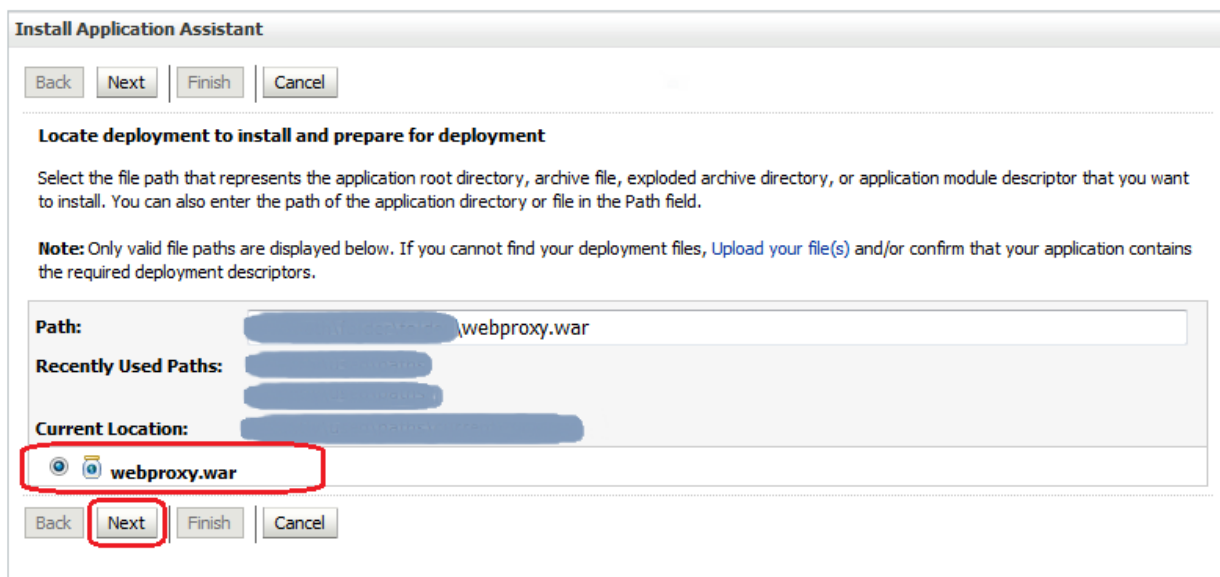 Install Application Assistant
Back Next Finish Cancel
Locate deployment to install and prepare for deployment
Select the file path that represents the application root directory, archive file, exploded archive directory, or application module descriptor that you want
to install. You can also enter the path of the application directory or file in the Path field.
Note: Only valid file paths are displayed below. If you cannot find your deployment files, Upload your file(s) and/or confirm that your application contains
the required deployment descriptors.
Path: \webproxy.war
Recently Used Paths:
Current Location:
webproxy.war
Back Next Finish Cancel